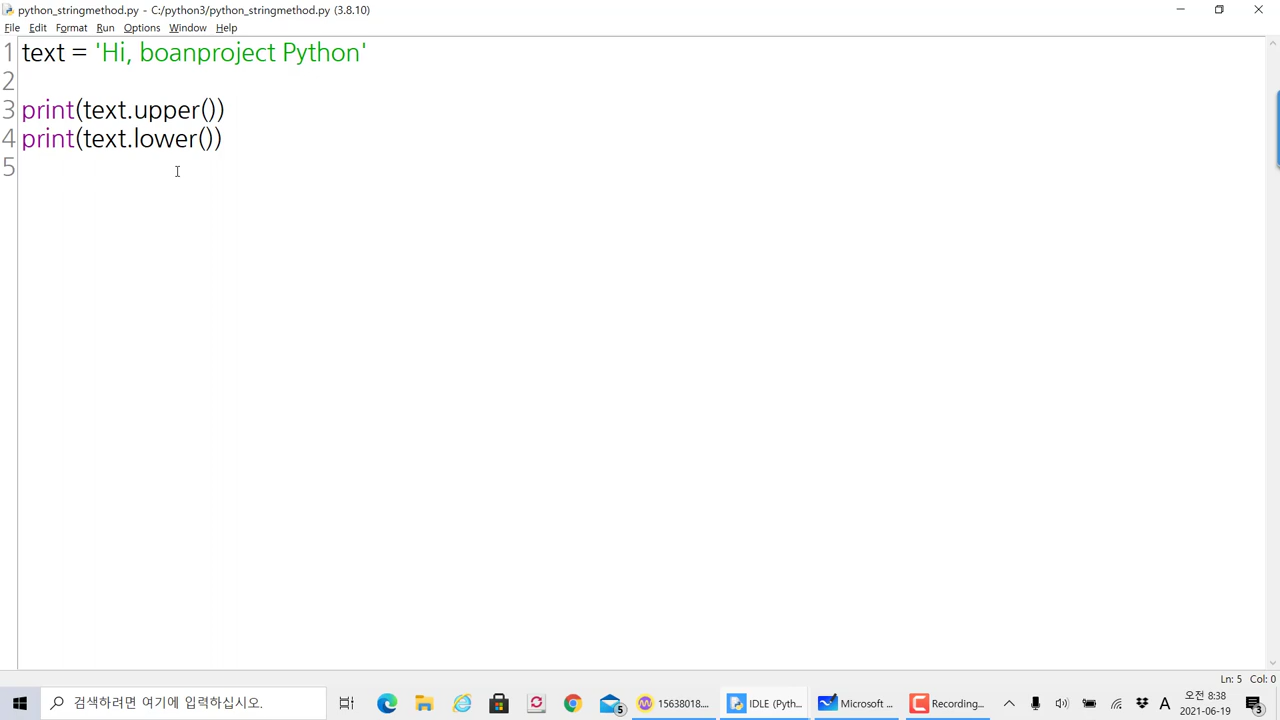 python_stringmethod.py - C:/python3/python_stringmethod.py (3.8.10)
File Edit Format Run Options Window Help
1 text = 'Hi, boanproject Python'
2
3 print(text.upper())
4 print(text.lower())
5
Ln: 5 Col: 0
검색하려면 여기에 입력하십시오.
5
15638018....
IDLE (Pyth...
Microsoft ...
Recording...
A
오전 8:38
2021-06-19
3